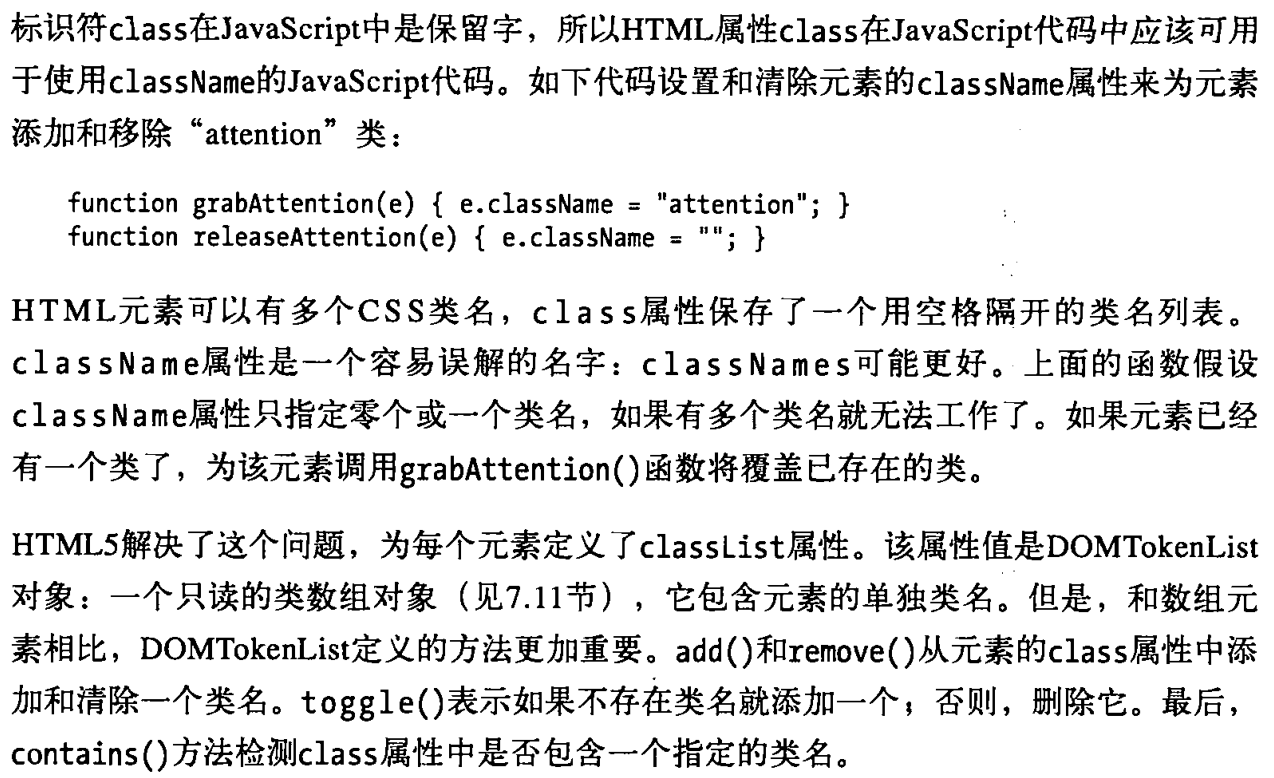 标识符class在JavaScript中是保留字，所以HTML属性class在JavaScript代码中应该可用
于使用className的JavaScript代码。如下代码设置和清除元素的className属性来为元素
添加和移除“attention”类：
function grabAttention(e) { e.className = "attention"; }
function releaseAttention(e) { e.className = ""; }
HTML元素可以有多个CSS类名，class属性保存了一个用空格隔开的类名列表。
className属性是一个容易误解的名字：classNames可能更好。上面的函数假设
className属性只指定零个或一个类名，如果有多个类名就无法工作了。如果元素已经
有一个类了，为该元素调用grabAttention()函数将覆盖已存在的类。
HTML5解决了这个问题，为每个元素定义了classList属性。该属性值是DOMTokenList
对象：一个只读的类数组对象（见7.11节），它包含元素的单独类名。但是，和数组元
素相比，DOMTokenList定义的方法更加重要。add()和remove()从元素的class属性中添
加和清除一个类名。toggle()表示如果不存在类名就添加一个；否则，删除它。最后，
contains()方法检测class属性中是否包含一个指定的类名。